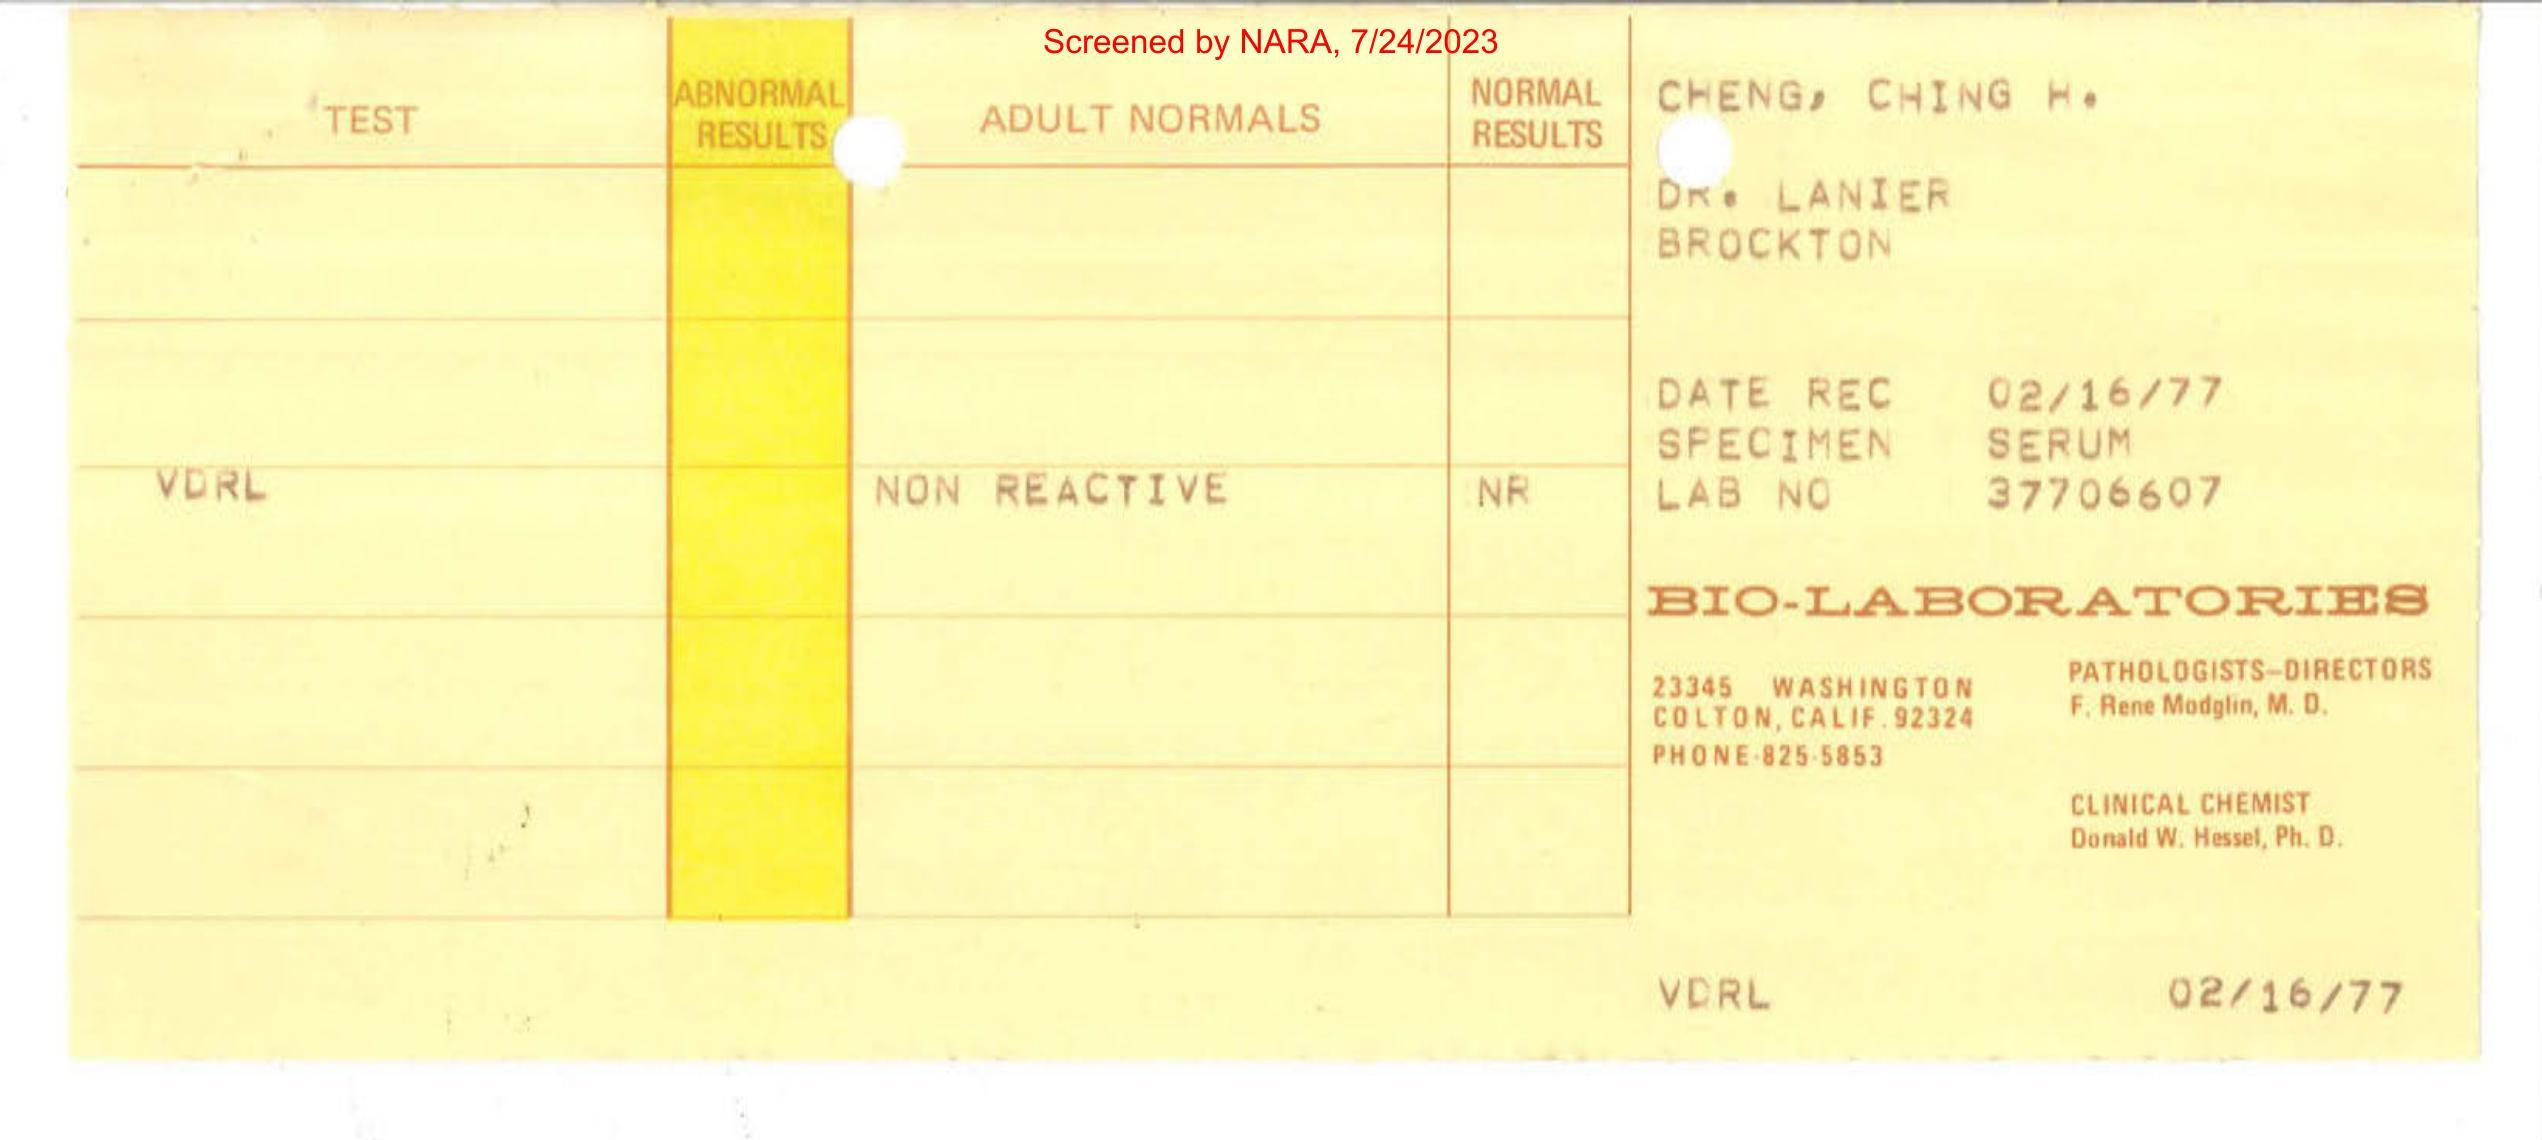 Screened by NARA, 7/24/2023
TEST
ABNORMAL
RESULTS
ADULT NORMALS
NORMAL
RESULTS
VDRL NON REACTIVE NR
CHENG, CHING H.
DR. LANIER
BROCKTON
DATE REC 02/16/77
SPECIMEN SERUM
LAB NO 37706607
BIO-LABORATORIES
23345 WASHINGTON
COLTON, CALIF. 92324
PHONE·825·5853
PATHOLOGISTS–DIRECTORS
F. Rene Modglin, M. D.
CLINICAL CHEMIST
Donald W. Hessel, Ph. D.
VDRL 02/16/77